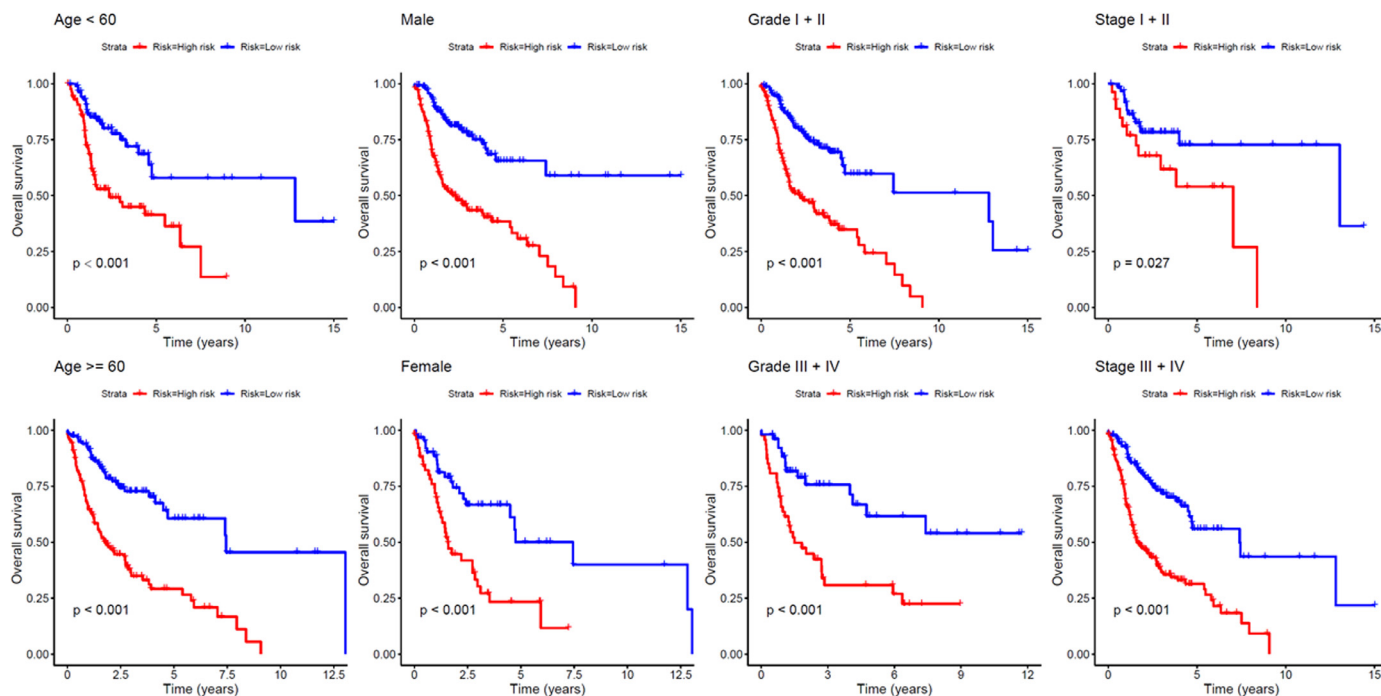 Age < 60
Strata Risk=High risk Risk=Low risk
Overall survival
1.00
0.75
0.50
0.25
0.00
p < 0.001
0 5 10 15
Time (years)
Male
Strata Risk=High risk Risk=Low risk
Overall survival
1.00
0.75
0.50
0.25
0.00
p < 0.001
0 5 10 15
Time (years)
Grade I + II
Strata Risk=High risk Risk=Low risk
Overall survival
1.00
0.75
0.50
0.25
0.00
p < 0.001
0 5 10 15
Time (years)
Stage I + II
Strata Risk=High risk Risk=Low risk
Overall survival
1.00
0.75
0.50
0.25
0.00
p = 0.027
0 5 10 15
Time (years)
Age >= 60
Strata Risk=High risk Risk=Low risk
Overall survival
1.00
0.75
0.50
0.25
0.00
p < 0.001
0 2.5 5 7.5 10 12.5
Time (years)
Female
Strata Risk=High risk Risk=Low risk
Overall survival
1.00
0.75
0.50
0.25
0.00
p < 0.001
0 2.5 5 7.5 10 12.5
Time (years)
Grade III + IV
Strata Risk=High risk Risk=Low risk
Overall survival
1.00
0.75
0.50
0.25
0.00
p < 0.001
0 3 6 9 12
Time (years)
Stage III + IV
Strata Risk=High risk Risk=Low risk
Overall survival
1.00
0.75
0.50
0.25
0.00
p < 0.001
0 5 10 15
Time (years)